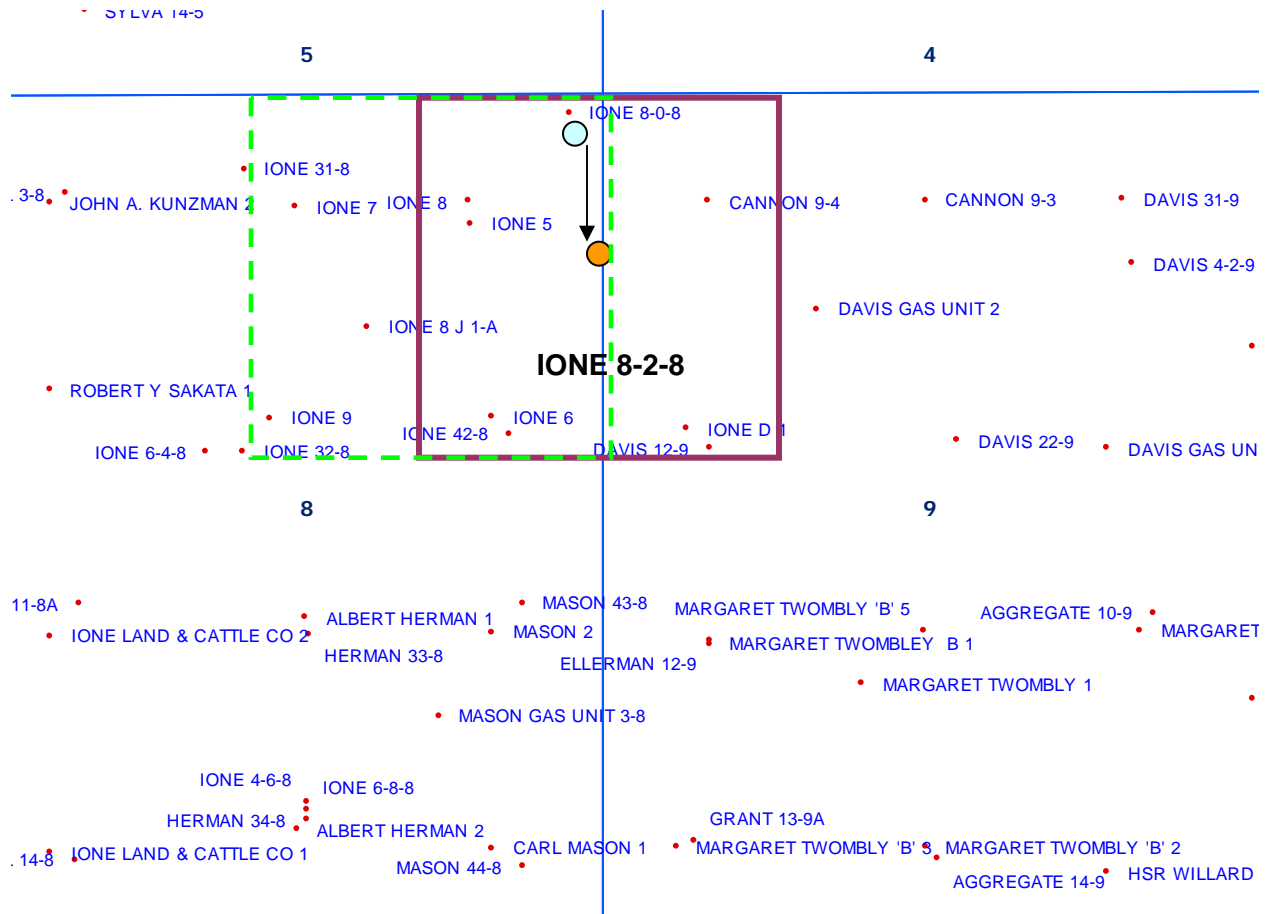 SYLVA 14-5
5
4
IONE 8-0-8
IONE 31-8
. 3-8
JOHN A. KUNZMAN 2
IONE 7
IONE 8
CANNON 9-4
CANNON 9-3
DAVIS 31-9
IONE 5
DAVIS 4-2-9
DAVIS GAS UNIT 2
IONE 8 J 1-A
IONE 8-2-8
ROBERT Y SAKATA 1
IONE 9
IONE 6
IONE 42-8
IONE D 1
DAVIS 12-9
DAVIS 22-9
DAVIS GAS UN
IONE 6-4-8
IONE 32-8
8
9
11-8A
MASON 43-8
MARGARET TWOMBLY 'B' 5
AGGREGATE 10-9
ALBERT HERMAN 1
IONE LAND & CATTLE CO 2
MASON 2
MARGARET
MARGARET TWOMBLEY B 1
HERMAN 33-8
ELLERMAN 12-9
MARGARET TWOMBLY 1
MASON GAS UNIT 3-8
IONE 4-6-8
IONE 6-8-8
HERMAN 34-8
ALBERT HERMAN 2
GRANT 13-9A
. 14-8
IONE LAND & CATTLE CO 1
CARL MASON 1
MARGARET TWOMBLY 'B' 3
MARGARET TWOMBLY 'B' 2
MASON 44-8
AGGREGATE 14-9
HSR WILLARD